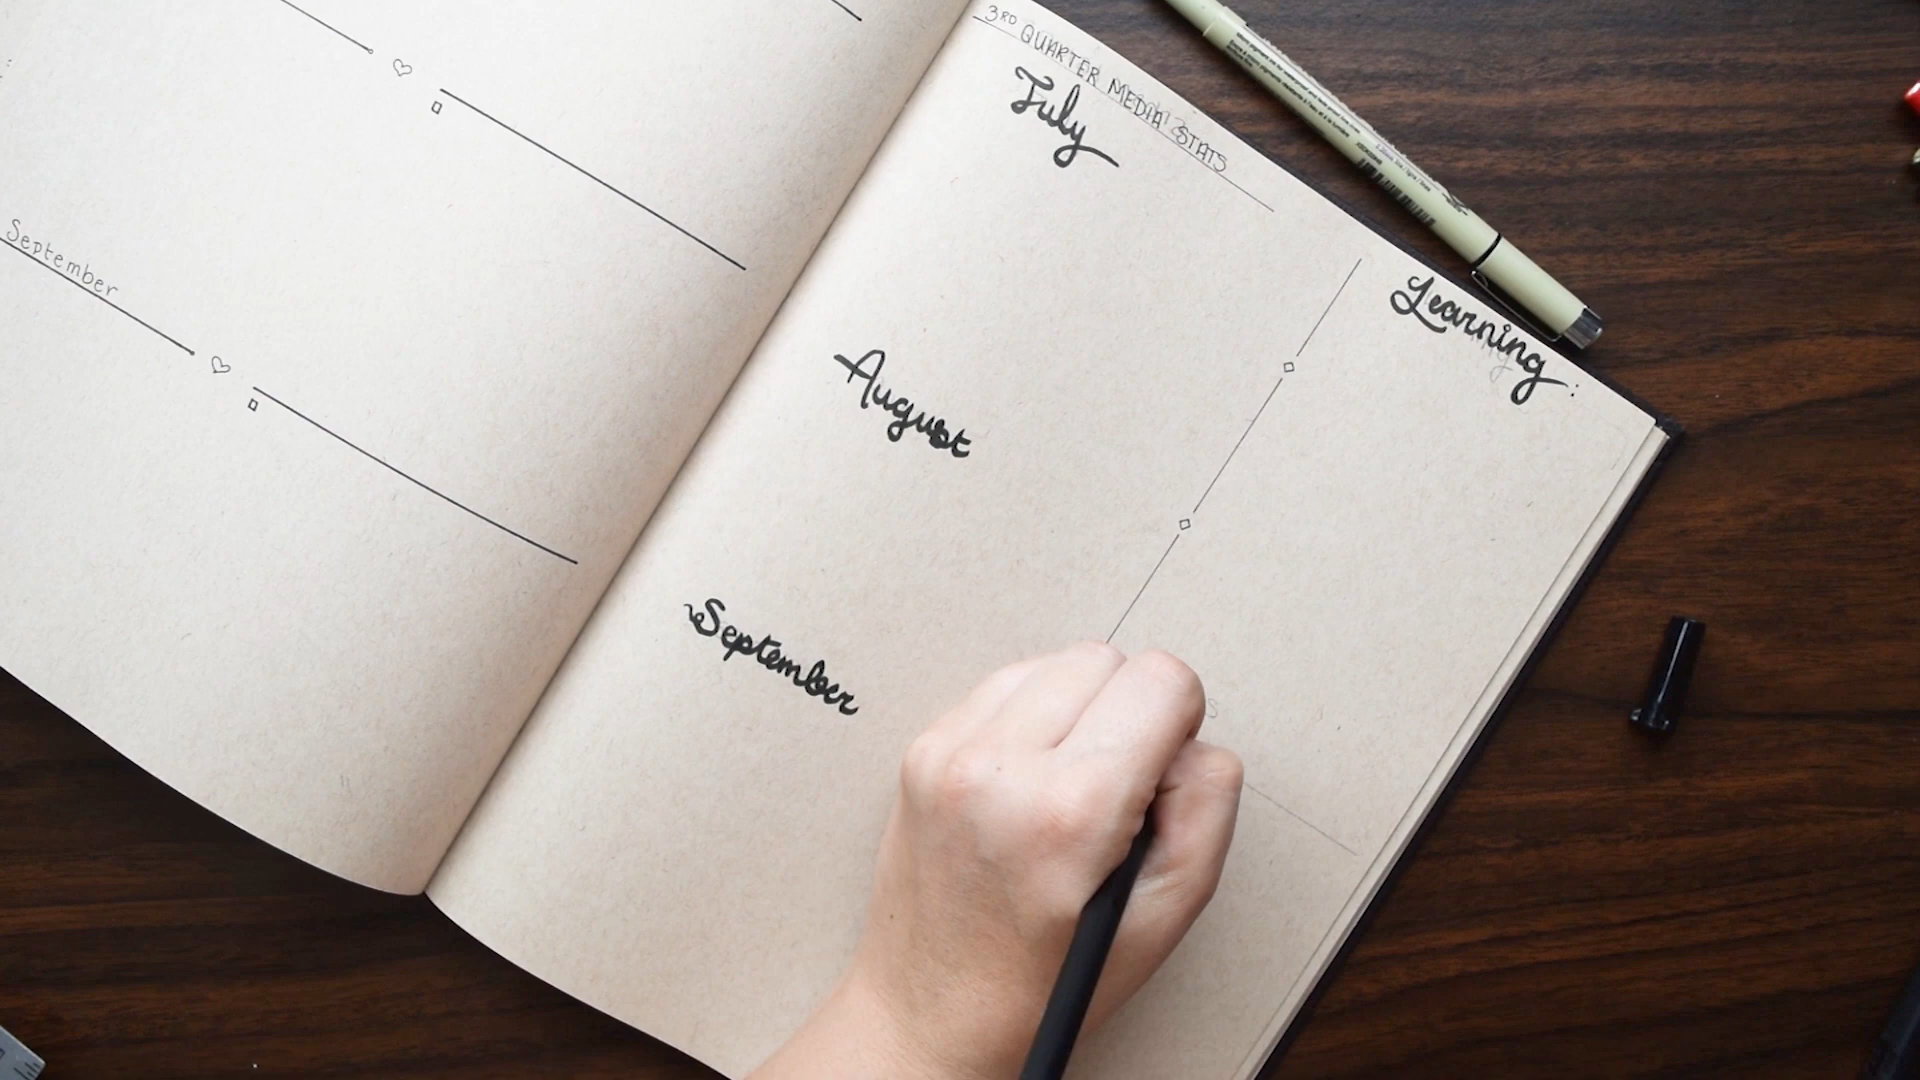 September
3RD QUARTER MEDIA STATS
July
August
September
Learning: